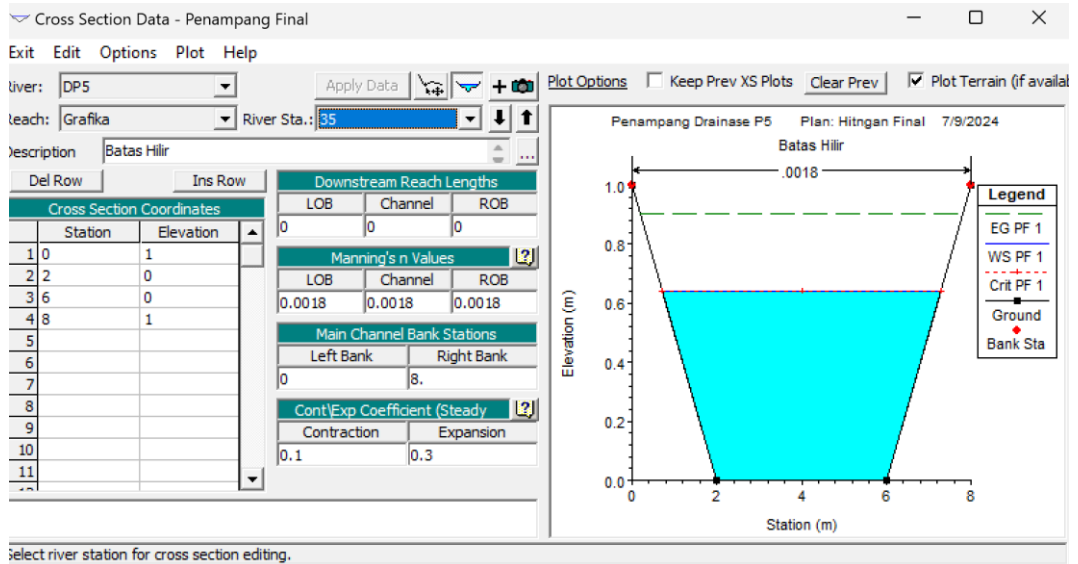 Cross Section Data - Penampang Final
Exit Edit Options Plot Help
River: DP5 Apply Data Plot Options Keep Prev XS Plots Clear Prev Plot Terrain (if availab
Reach: Grafika River Sta.: 35
Description Batas Hilir ...
Del Row Ins Row
Cross Section Coordinates
Station Elevation
1 0 1
2 2 0
3 6 0
4 8 1
5
6
7
8
9
10
11
Downstream Reach Lengths
LOB Channel ROB
0 0 0
Manning's n Values
LOB Channel ROB
0.0018 0.0018 0.0018
Main Channel Bank Stations
Left Bank Right Bank
0 8.
Cont\Exp Coefficient (Steady
Contraction Expansion
0.1 0.3
Penampang Drainase P5 Plan: Hitngan Final 7/9/2024
Batas Hilir
.0018
1.0
0.8
0.6
0.4
0.2
0.0
Elevation (m)
0 2 4 6 8
Station (m)
Legend
EG PF 1
WS PF 1
Crit PF 1
Ground
Bank Sta
Select river station for cross section editing.